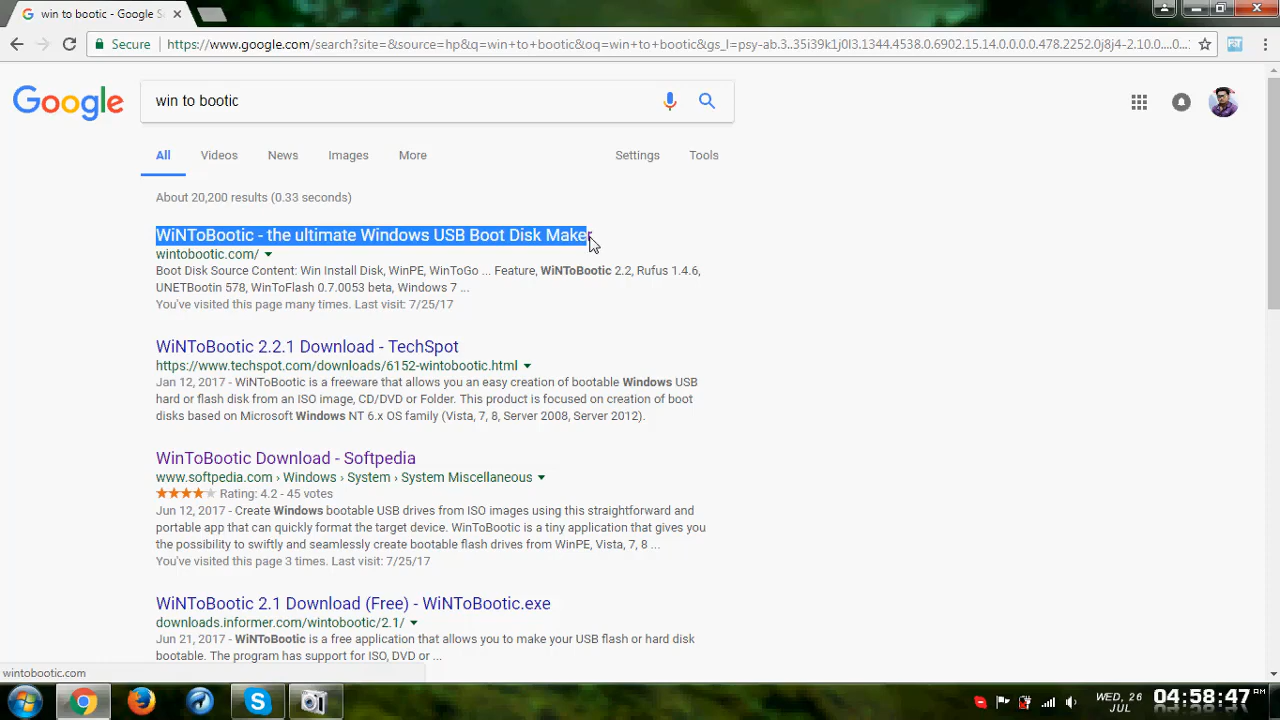 win to bootic - Google S
Secure
https://www.google.com/search?site=&source=hp&q=win+to+bootic&oq=win+to+bootic&gs_l=psy-ab.3..35i39k1j0l3.1344.4538.0.6902.15.14.0.0.0.0.478.2252.0j8j4-2.10.0....0...
Google
win to bootic
All Videos News Images More Settings Tools
About 20,200 results (0.33 seconds)
WiNToBootic - the ultimate Windows USB Boot Disk Maker
wintobootic.com/
Boot Disk Source Content: Win Install Disk, WinPE, WinToGo ... Feature, WiNToBootic 2.2, Rufus 1.4.6,
UNETBootin 578, WinToFlash 0.7.0053 beta, Windows 7 ...
You've visited this page many times. Last visit: 7/25/17
WiNToBootic 2.2.1 Download - TechSpot
https://www.techspot.com/downloads/6152-wintobootic.html
Jan 12, 2017 - WiNToBootic is a freeware that allows you an easy creation of bootable Windows USB
hard or flash disk from an ISO image, CD/DVD or Folder. This product is focused on creation of boot
disks based on Microsoft Windows NT 6.x OS family (Vista, 7, 8, Server 2008, Server 2012).
WinToBootic Download - Softpedia
www.softpedia.com › Windows › System › System Miscellaneous
Rating: 4.2 - 45 votes
Jun 12, 2017 - Create Windows bootable USB drives from ISO images using this straightforward and
portable app that can quickly format the target device. WinToBootic is a tiny application that gives you
the possibility to swiftly and seamlessly create bootable flash drives from WinPE, Vista, 7, 8 ...
You've visited this page 3 times. Last visit: 7/25/17
WiNToBootic 2.1 Download (Free) - WiNToBootic.exe
downloads.informer.com/wintobootic/2.1/
Jun 21, 2017 - WiNToBootic is a free application that allows you to make your USB flash or hard disk
bootable. The program has support for ISO, DVD or ...
wintobootic.com
WED, 26
JUL
04:58:47 AM